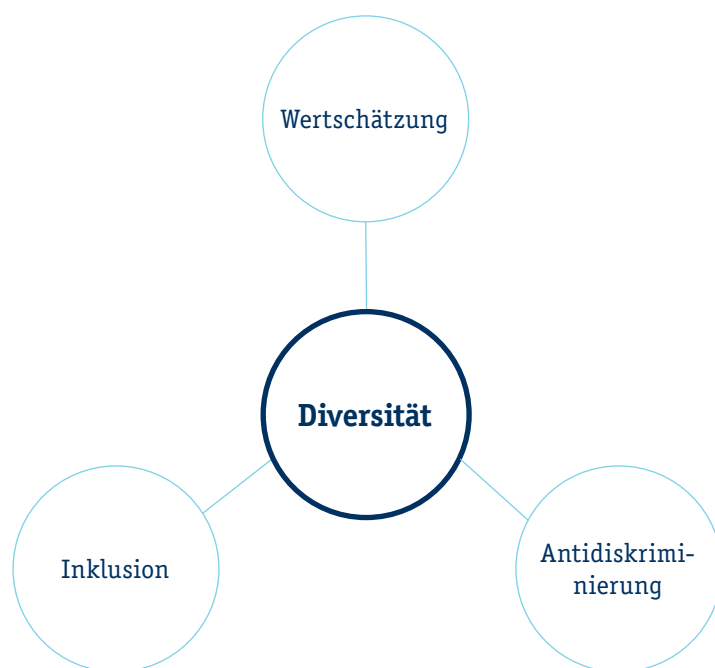 Wertschätzung
Diversität
Inklusion
Antidiskrimi-
nierung